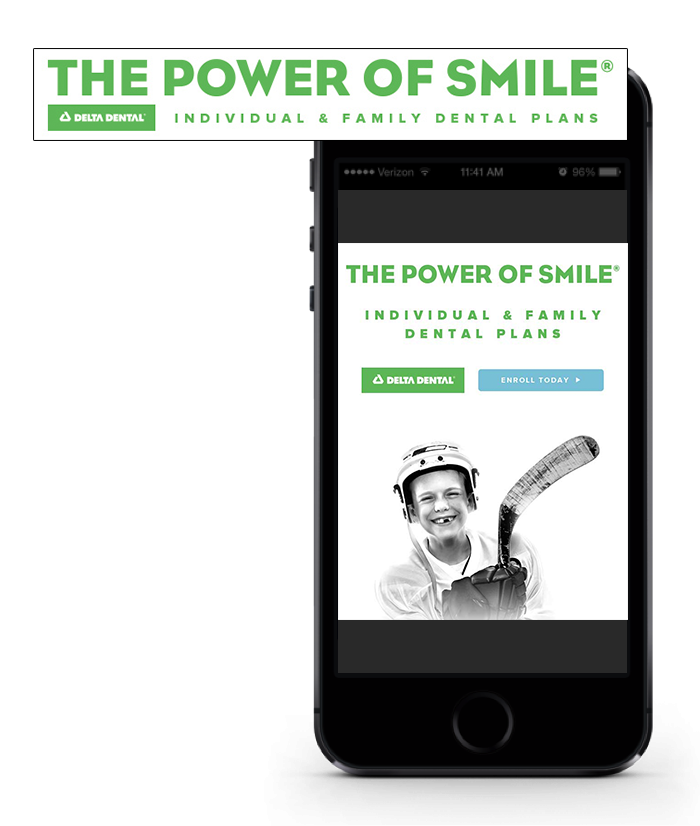 THE POWER OF SMILE®
DELTA DENTAL®
INDIVIDUAL & FAMILY DENTAL PLANS
Verizon
11:41 AM
96%
THE POWER OF SMILE®
INDIVIDUAL & FAMILY
DENTAL PLANS
DELTA DENTAL®
ENROLL TODAY